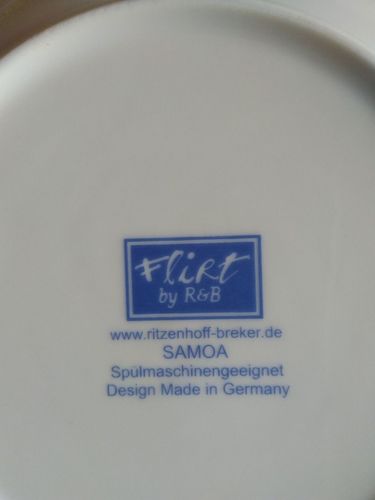 Flirt
by R&B
www.ritzenhoff-breker.de
SAMOA
Spülmaschinengeeignet
Design Made in Germany